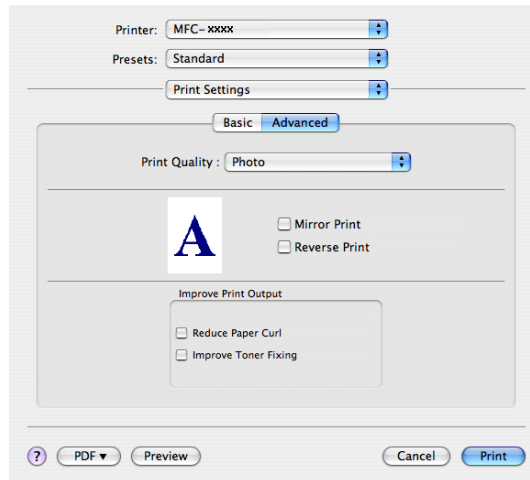 Printer: MFC- xxxx
Presets: Standard
Print Settings
Basic Advanced
Print Quality : Photo
A
Mirror Print
Reverse Print
Improve Print Output
Reduce Paper Curl
Improve Toner Fixing
? PDF ▼ Preview Cancel Print